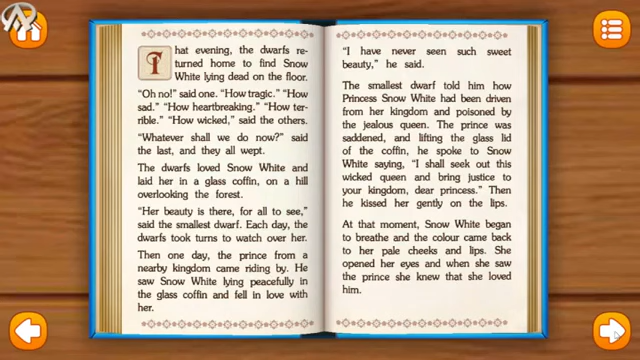 That evening, the dwarfs re-
turned home to find Snow
White lying dead on the floor.
"Oh no!" said one. "How tragic." "How
sad." "How heartbreaking." "How ter-
rible." "How wicked," said the others.
"Whatever shall we do now?" said
the last, and they all wept.
The dwarfs loved Snow White and
laid her in a glass coffin, on a hill
overlooking the forest.
"Her beauty is there, for all to see,"
said the smallest dwarf. Each day, the
dwarfs took turns to watch over her.
Then one day, the prince from a
nearby kingdom came riding by. He
saw Snow White lying peacefully in
the glass coffin and fell in love with
her.
"I have never seen such sweet
beauty," he said.
The smallest dwarf told him how
Princess Snow White had been driven
from her kingdom and poisoned by
the jealous queen. The prince was
saddened, and lifting the glass lid
of the coffin, he spoke to Snow
White saying, "I shall seek out this
wicked queen and bring justice to
your kingdom, dear princess." Then
he kissed her gently on the lips.
At that moment, Snow White began
to breathe and the colour came back
to her pale cheeks and lips. She
opened her eyes and when she saw
the prince she knew that she loved
him.